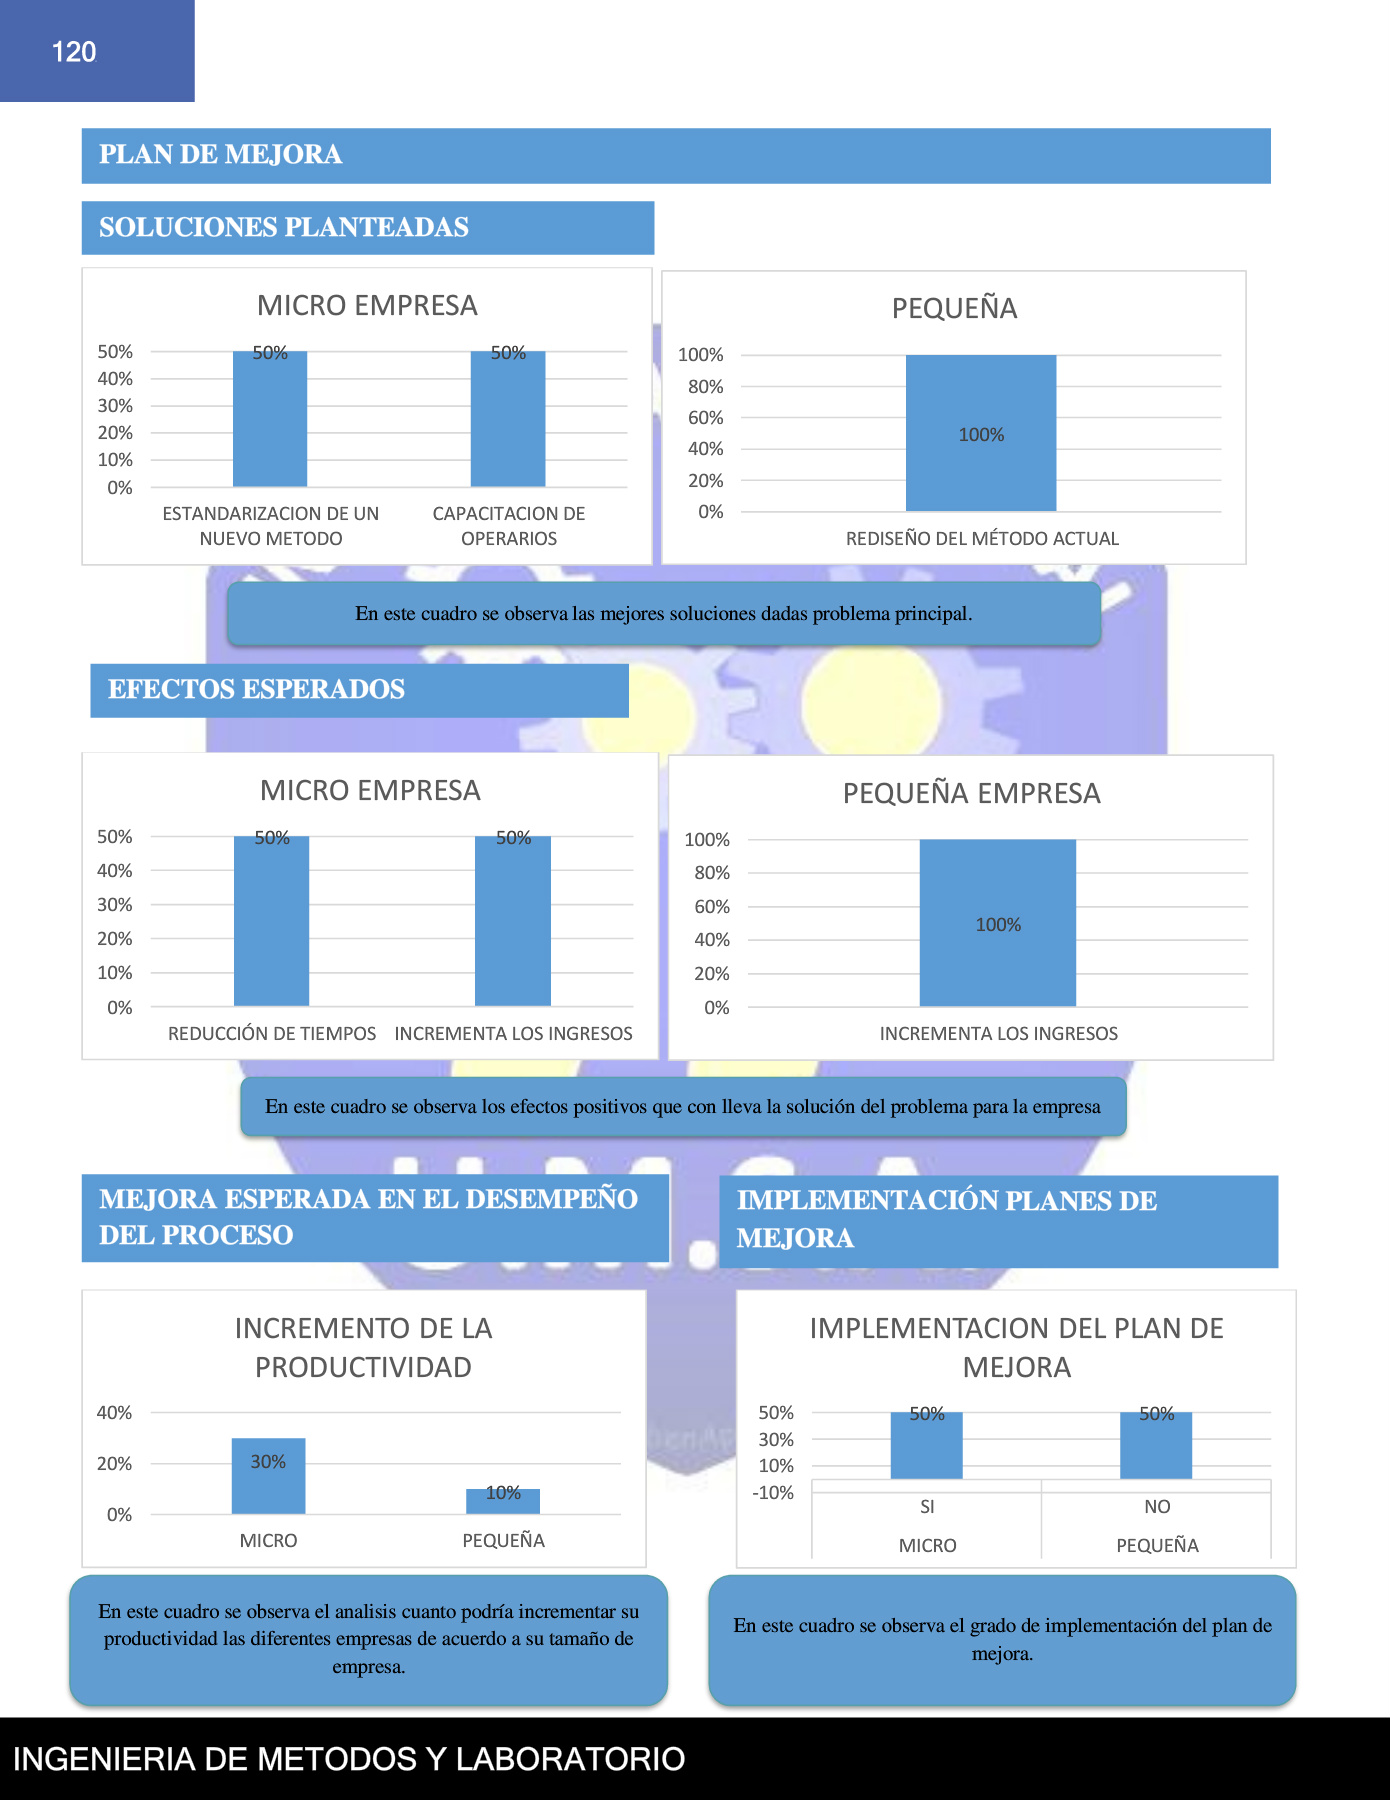 120
PLAN DE MEJORA
SOLUCIONES PLANTEADAS
MICRO EMPRESA
50%
40%
30%
20%
10%
0%
50%
50%
ESTANDARIZACION DE UN
NUEVO METODO
CAPACITACION DE
OPERARIOS
PEQUEÑA
100%
80%
60%
40%
20%
0%
100%
REDISEÑO DEL MÉTODO ACTUAL
En este cuadro se observa las mejores soluciones dadas problema principal.
EFECTOS ESPERADOS
MICRO EMPRESA
50%
40%
30%
20%
10%
0%
50%
50%
REDUCCIÓN DE TIEMPOS
INCREMENTA LOS INGRESOS
PEQUEÑA EMPRESA
100%
80%
60%
40%
20%
0%
100%
INCREMENTA LOS INGRESOS
En este cuadro se observa los efectos positivos que con lleva la solución del problema para la empresa
MEJORA ESPERADA EN EL DESEMPEÑO
DEL PROCESO
INCREMENTO DE LA
PRODUCTIVIDAD
40%
20%
0%
30%
10%
MICRO
PEQUEÑA
En este cuadro se observa el analisis cuanto podría incrementar su
productividad las diferentes empresas de acuerdo a su tamaño de
empresa.
IMPLEMENTACIÓN PLANES DE
MEJORA
IMPLEMENTACION DEL PLAN DE
MEJORA
50%
30%
10%
-10%
50%
50%
SI
NO
MICRO
PEQUEÑA
En este cuadro se observa el grado de implementación del plan de
mejora.
INGENIERIA DE METODOS Y LABORATORIO